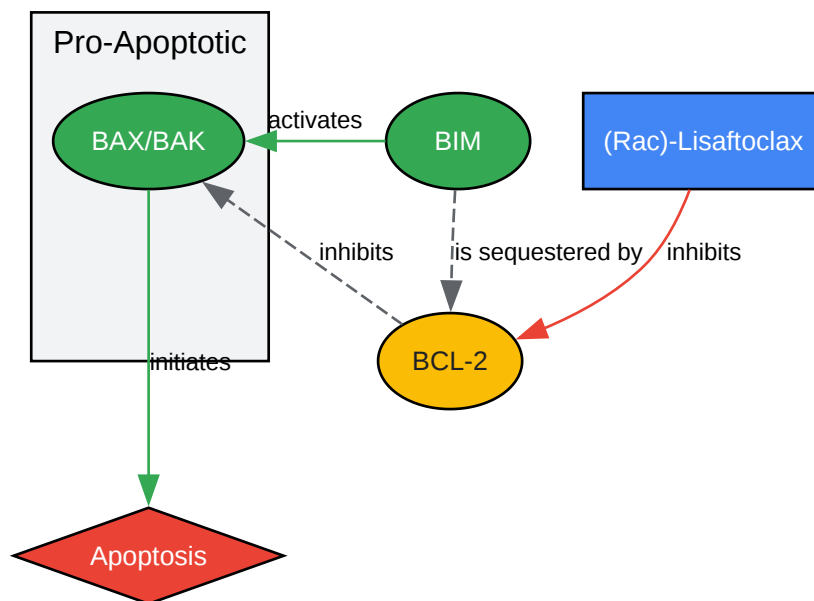 Pro-Apoptotic
BAX/BAK
activates
BIM
(Rac)-Lisaftoclax
inhibits
is sequestered by
inhibits
initiates
BCL-2
Apoptosis